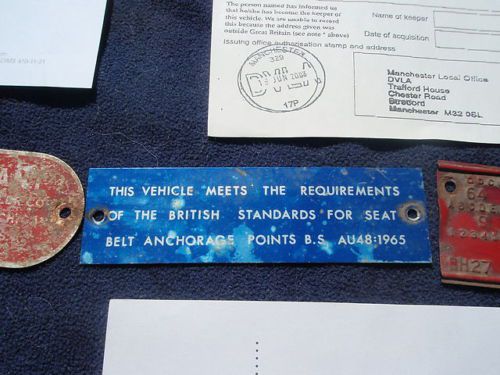 The person named has informed us
that he/she has become the keeper of
this vehicle. We are unable to record
this because the address given was
outside Great Britain (see note * above)
Name of keeper
Date of acquisition
Issuing office authorisation stamp and address
MANCHESTER
329
JUN
DVLA
17P
Manchester Local Office
DVLA
Trafford House
Chester Road
Stretford
Manchester M32 9SL
THIS VEHICLE MEETS THE REQUIREMENTS
OF THE BRITISH STANDARDS FOR SEAT
BELT ANCHORAGE POINTS B.S. AU48:1965